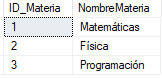 ID_Materia NombreMateria
1 Matemáticas
2 Física
3 Programación